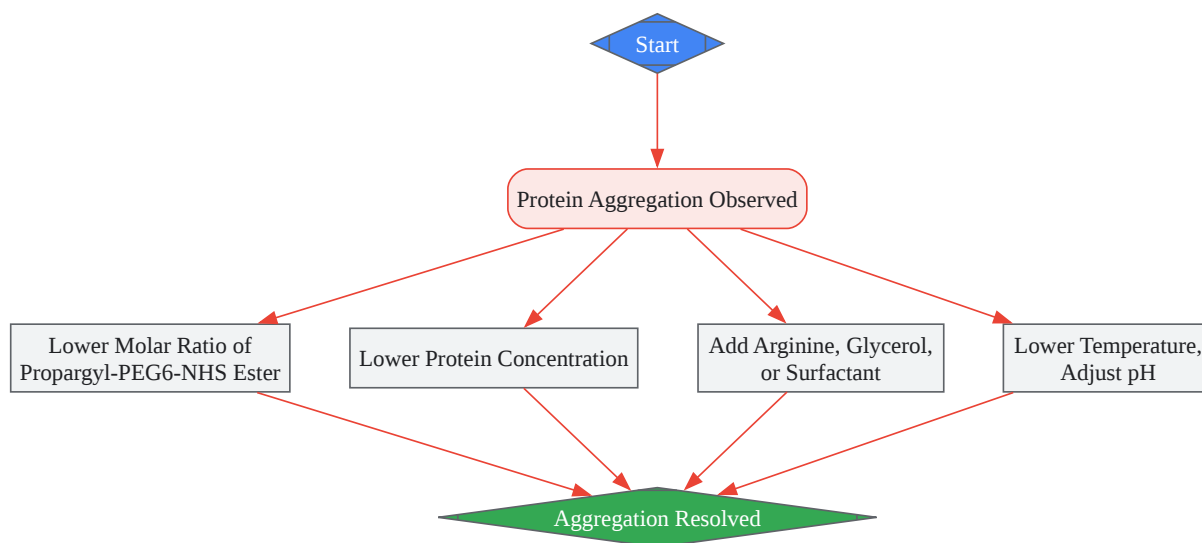 Start
Protein Aggregation Observed
Lower Molar Ratio of
Propargyl-PEG6-NHS Ester
Lower Protein Concentration
Add Arginine, Glycerol,
or Surfactant
Lower Temperature,
Adjust pH
Aggregation Resolved